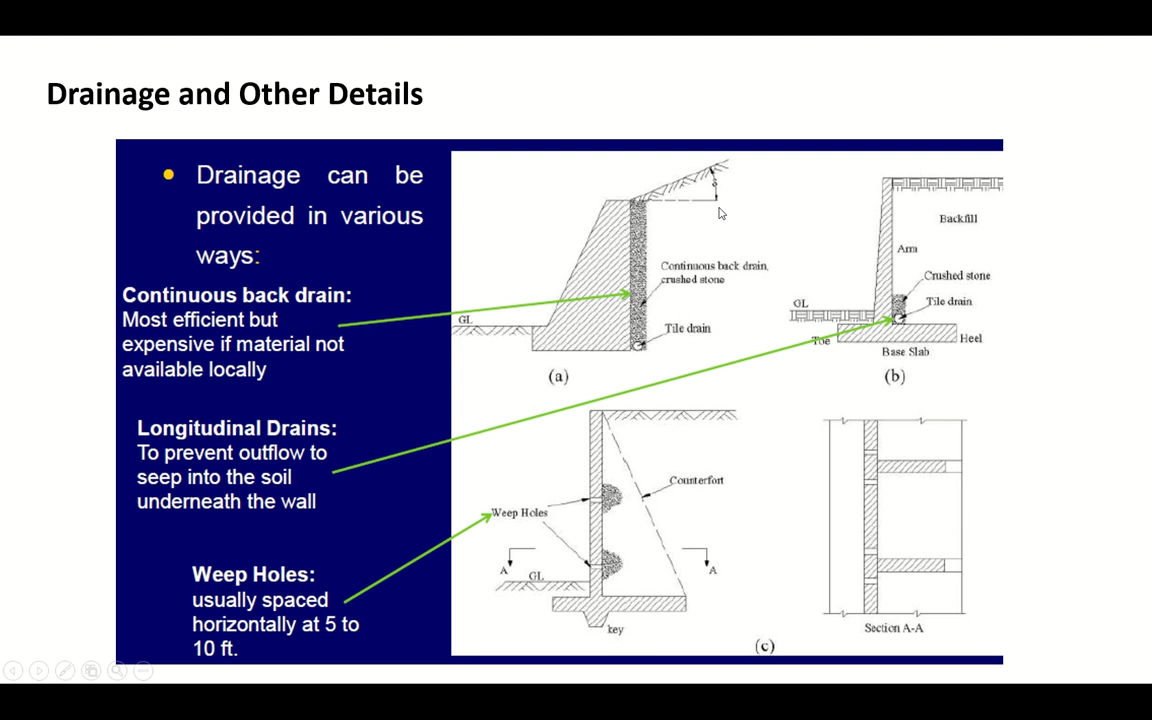 Drainage and Other Details
• Drainage can be
provided in various
ways:
Continuous back drain:
Most efficient but
expensive if material not
available locally
Longitudinal Drains:
To prevent outflow to
seep into the soil
underneath the wall
Weep Holes:
usually spaced
horizontally at 5 to
10 ft.
Continuous back drain,
crushed stone
GL
Tile drain
(a)
Backfill
Arm
Crushed stone
Tile drain
GL
Toe
Heel
Base Slab
(b)
Counterfort
Weep Holes
A
A
GL
key
Section A-A
(c)